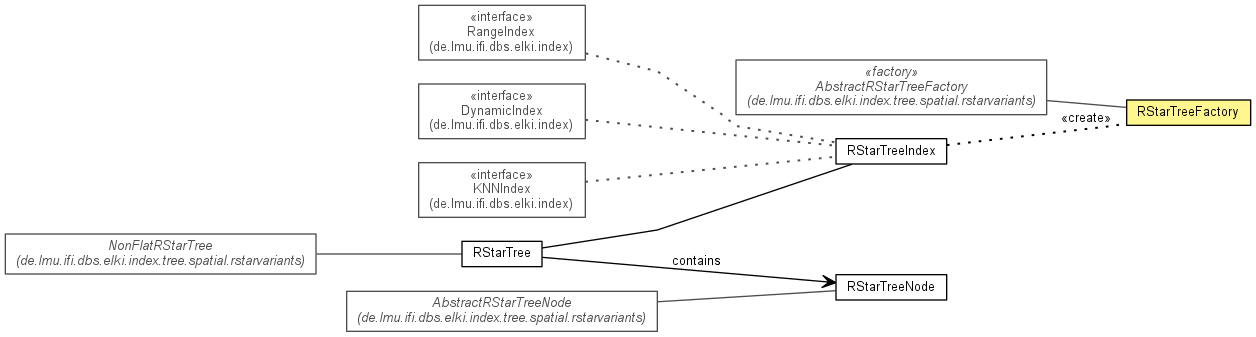 «interface»
RangeIndex
(de.lmu.ifi.dbs.elki.index)
«factory»
AbstractRStarTreeFactory
(de.lmu.ifi.dbs.elki.index.tree.spatial.rstarvariants)
«interface»
DynamicIndex
(de.lmu.ifi.dbs.elki.index)
RStarTreeFactory
«create»
RStarTreeIndex
«interface»
KNNIndex
(de.lmu.ifi.dbs.elki.index)
NonFlatRStarTree
(de.lmu.ifi.dbs.elki.index.tree.spatial.rstarvariants)
RStarTree
contains
RStarTreeNode
AbstractRStarTreeNode
(de.lmu.ifi.dbs.elki.index.tree.spatial.rstarvariants)